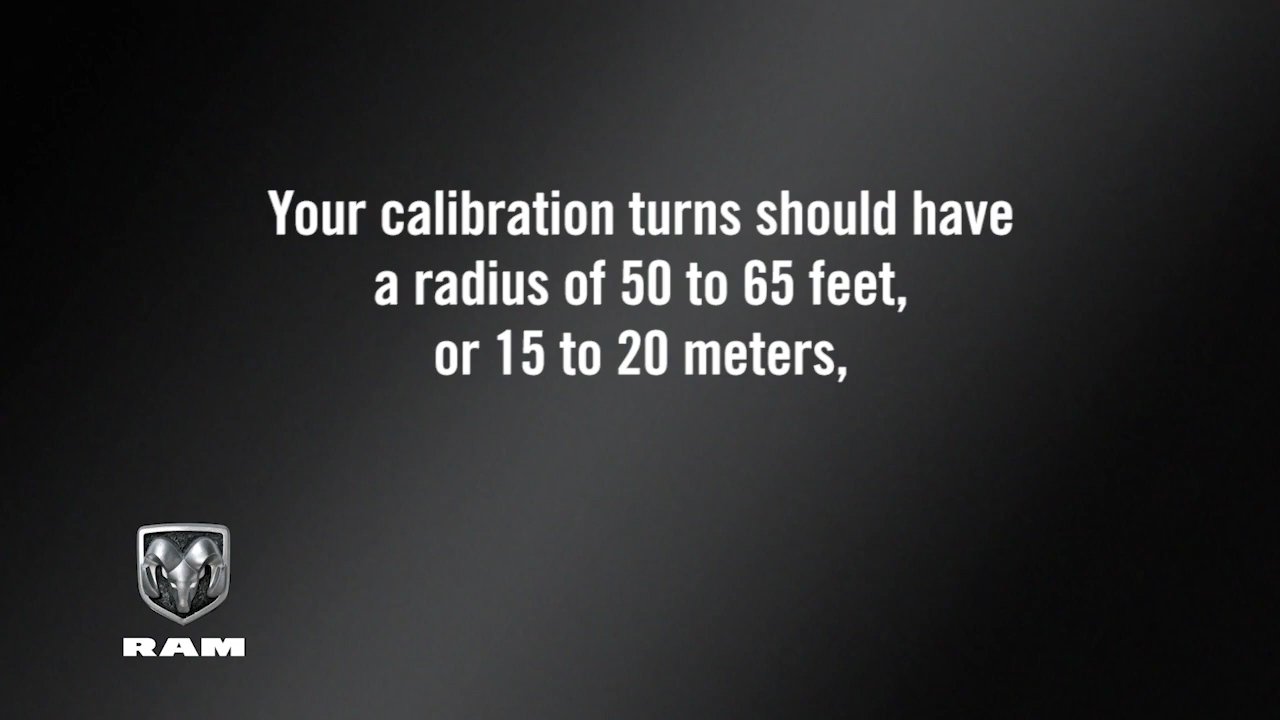 Your calibration turns should have
a radius of 50 to 65 feet,
or 15 to 20 meters,
RAM